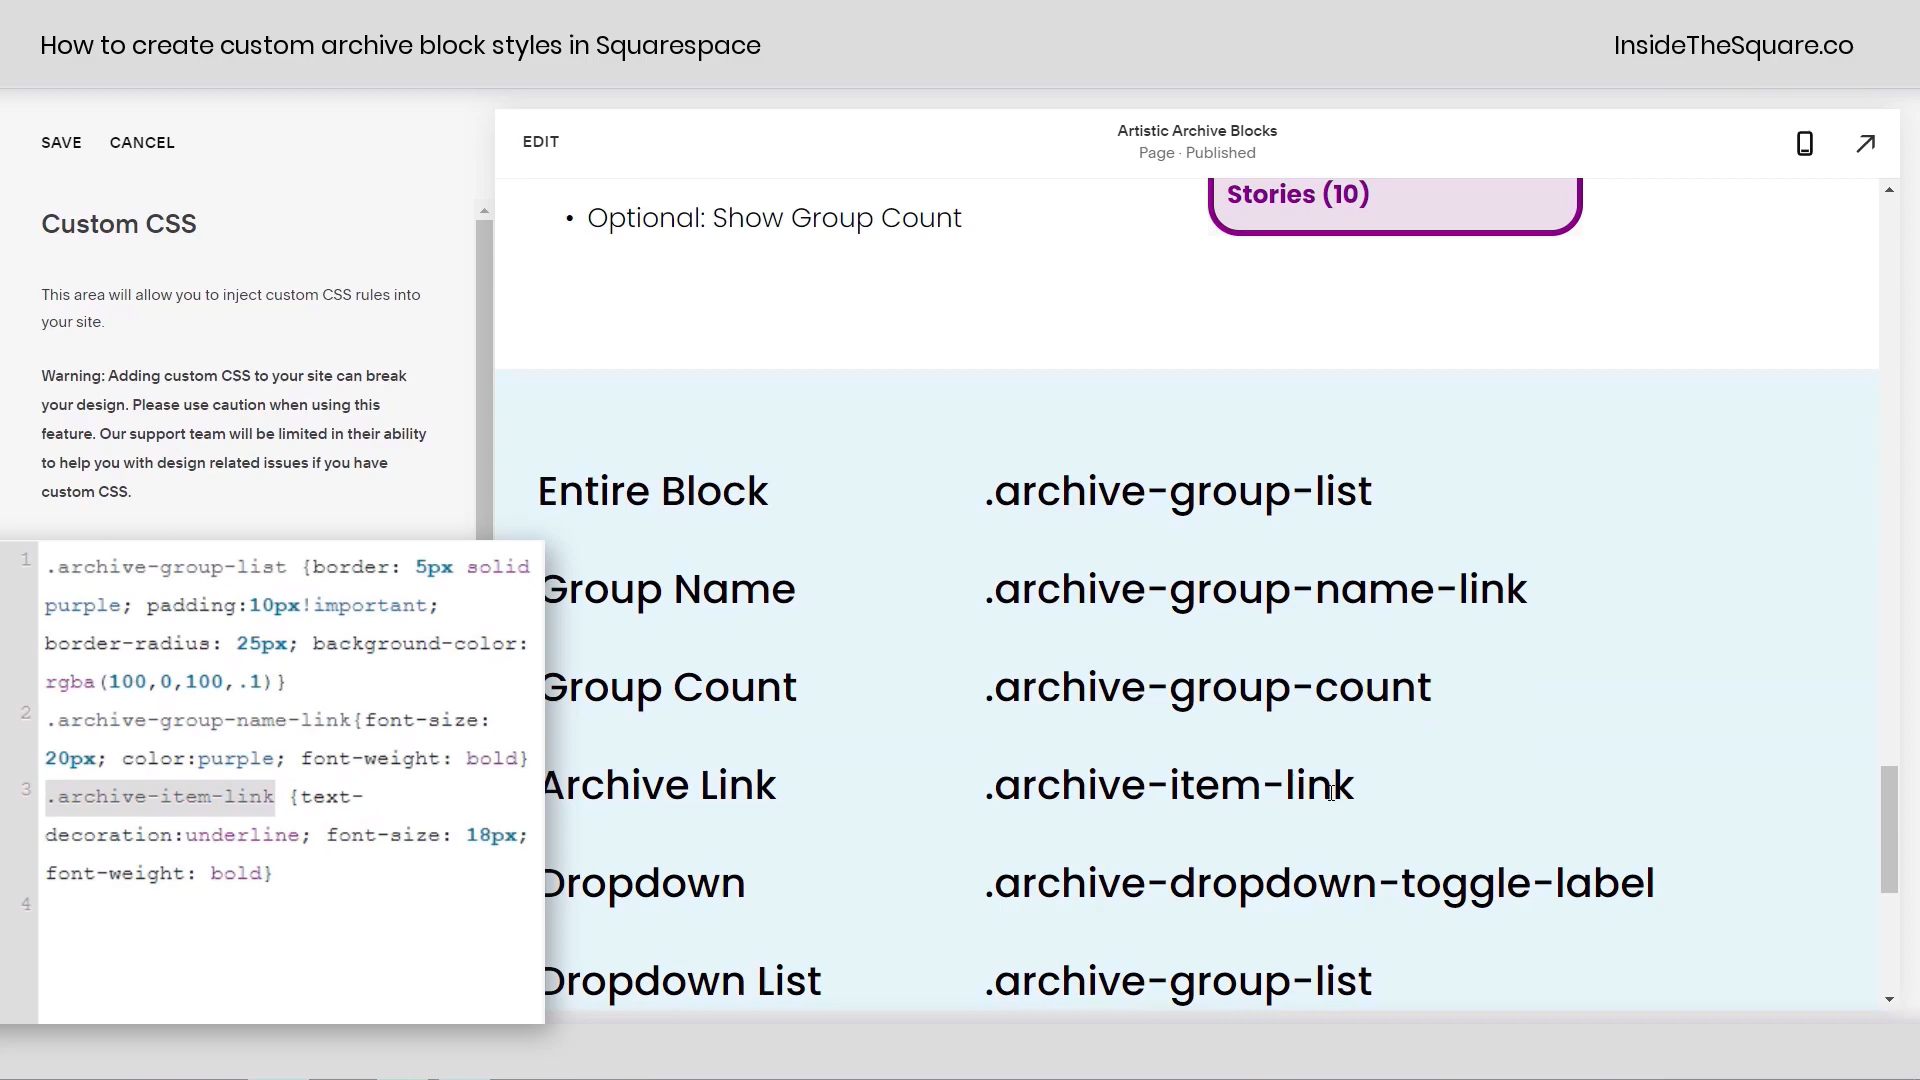 How to create custom archive block styles in Squarespace
InsideTheSquare.co
SAVE CANCEL
EDIT
Artistic Archive Blocks
Page · Published
Custom CSS
This area will allow you to inject custom CSS rules into
your site.
Warning: Adding custom CSS to your site can break
your design. Please use caution when using this
feature. Our support team will be limited in their ability
to help you with design related issues if you have
custom CSS.
1 .archive-group-list {border: 5px solid
purple; padding:10px!important;
border-radius: 25px; background-color:
rgba(100,0,100,.1)}
2 .archive-group-name-link{font-size:
20px; color:purple; font-weight: bold}
3 .archive-item-link {text-
decoration:underline; font-size: 18px;
font-weight: bold}
4
• Optional: Show Group Count
Stories (10)
Entire Block .archive-group-list
Group Name .archive-group-name-link
Group Count .archive-group-count
Archive Link .archive-item-link
Dropdown .archive-dropdown-toggle-label
Dropdown List .archive-group-list